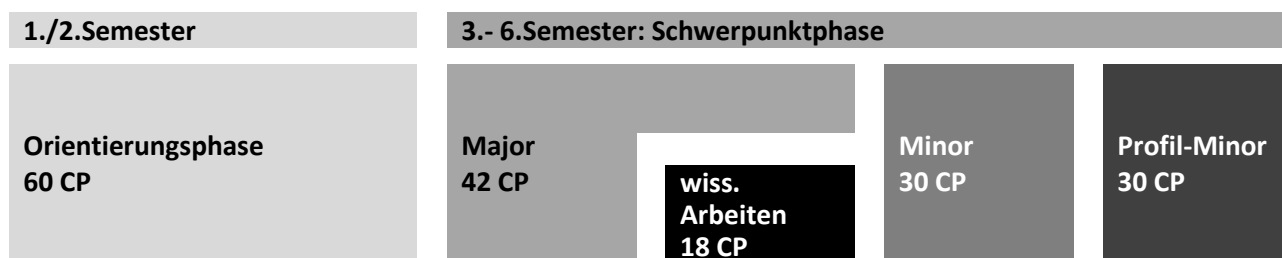 1./2.Semester
3.- 6.Semester: Schwerpunktphase
Orientierungsphase
60 CP
Major
42 CP
wiss.
Arbeiten
18 CP
Minor
30 CP
Profil-Minor
30 CP